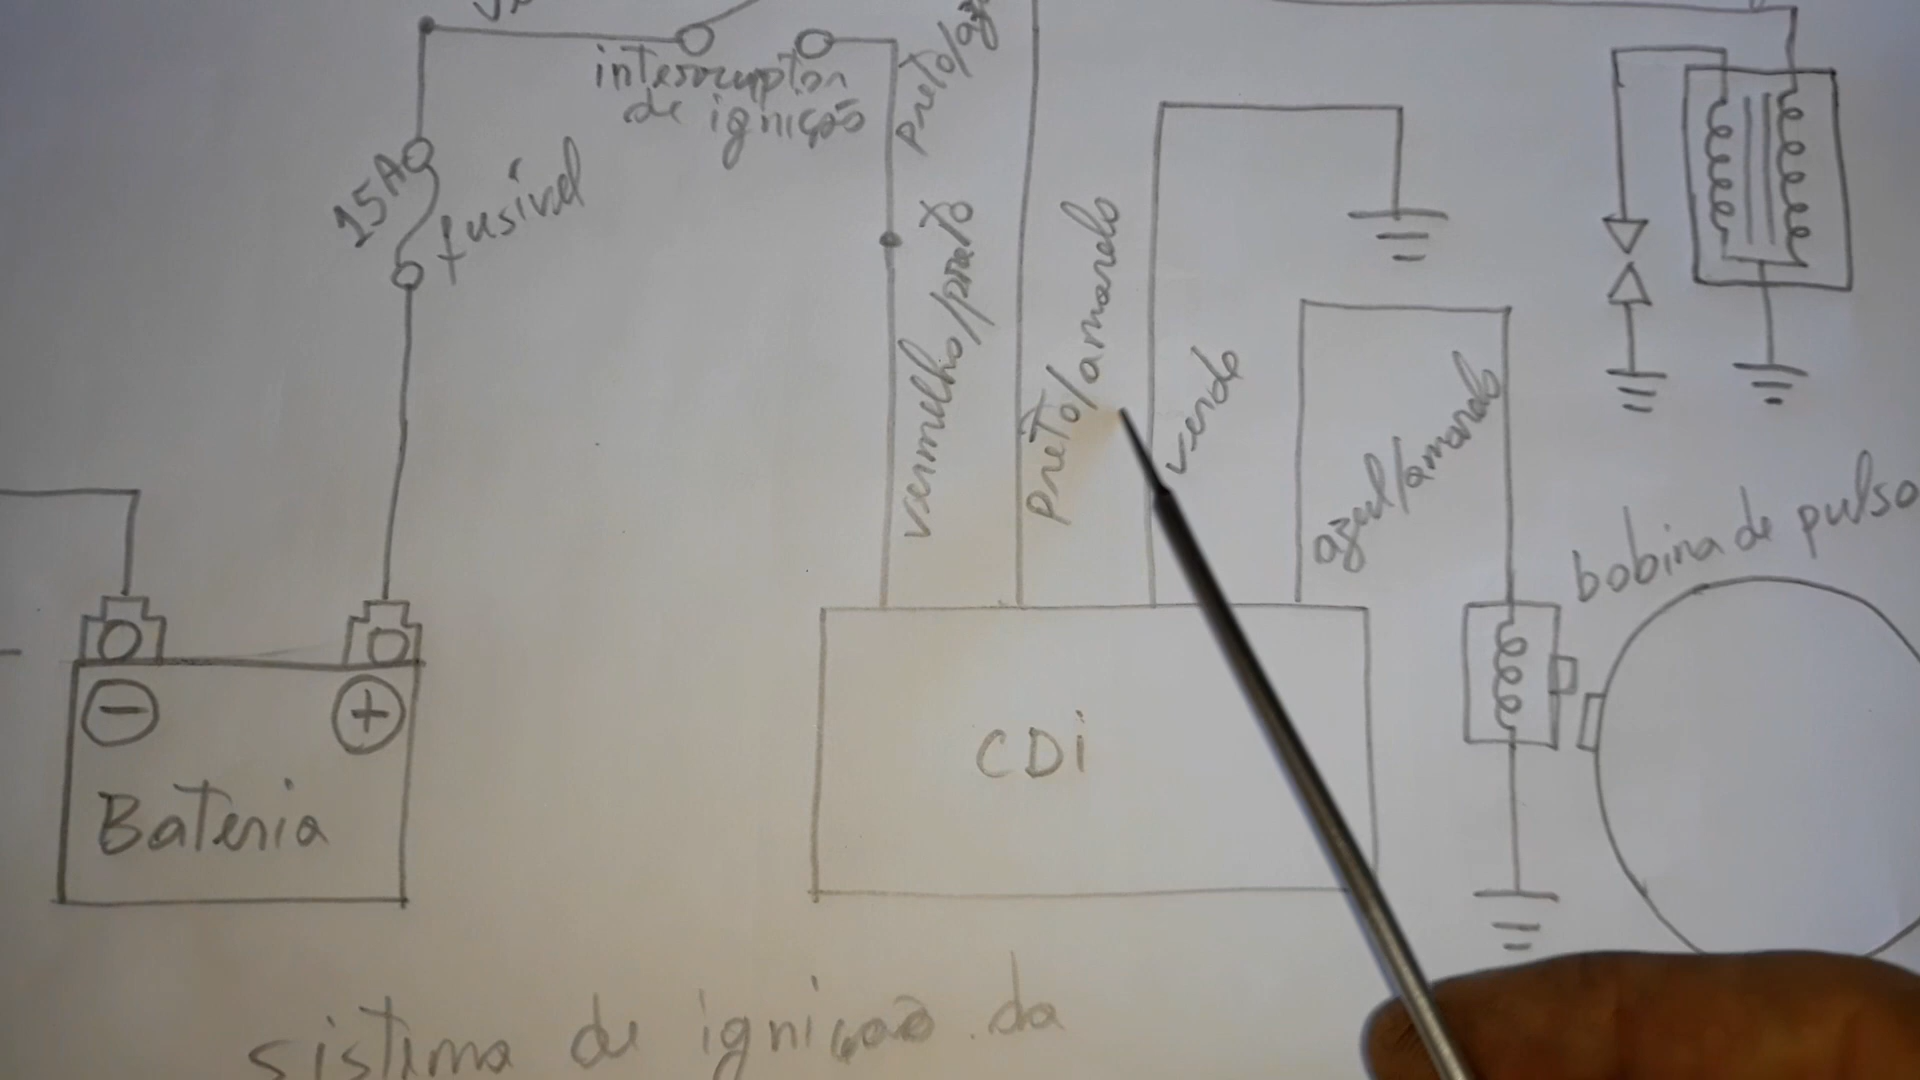 interruptor
de ignição
15A
fusível
vermelho/preto
preto/amarelo
verde
azul/amarelo
bobina de pulso
CDi
Bateria
sistema de ignição da